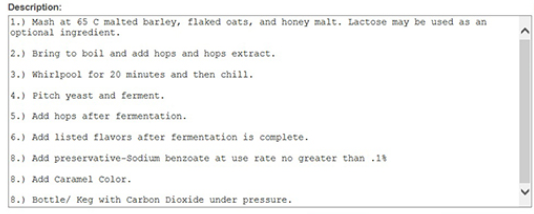 Description:
1.) Mash at 65 C malted barley, flaked oats, and honey malt. Lactose may be used as an
optional ingredient.
2.) Bring to boil and add hops and hops extract.
3.) Whirlpool for 20 minutes and then chill.
4.) Pitch yeast and ferment.
5.) Add hops after fermentation.
6.) Add listed flavors after fermentation is complete.
8.) Add preservative-Sodium benzoate at use rate no greater than .1%
8.) Add Caramel Color.
8.) Bottle/ Keg with Carbon Dioxide under pressure.